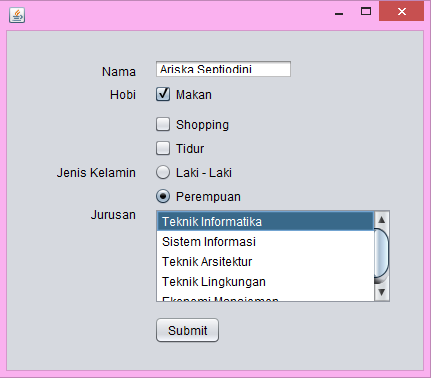 Nama Ariska Septiodini
Hobi Makan
Shopping
Tidur
Jenis Kelamin Laki - Laki
Perempuan
Jurusan Teknik Informatika
Sistem Informasi
Teknik Arsitektur
Teknik Lingkungan
Ekonomi Manajemen
Submit